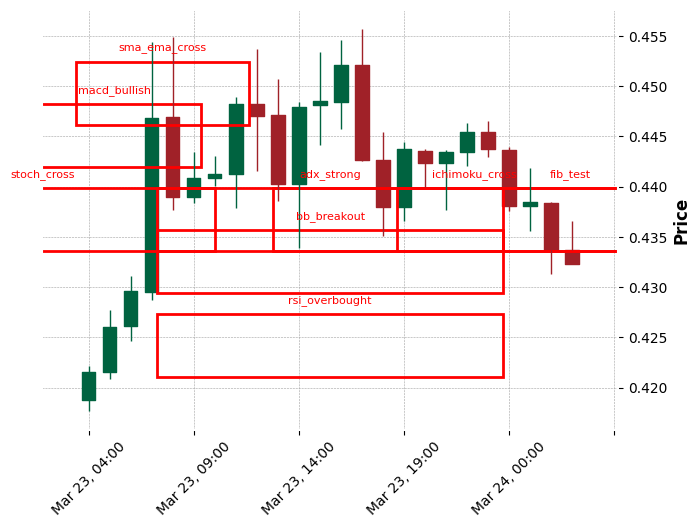 sma_ema_cross
macd_bullish
stoch_cross
adx_strong
ichimoku_cross
fib_test
bb_breakout
rsi_overbought
0.455
0.450
0.445
0.440
0.435
0.430
0.425
0.420
Price
Mar 23, 04:00
Mar 23, 09:00
Mar 23, 14:00
Mar 23, 19:00
Mar 24, 00:00